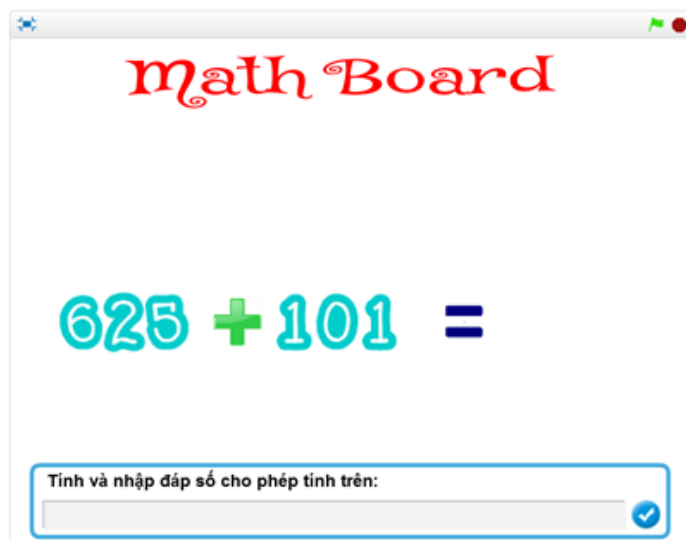 Math Board
625 + 101 =
Tính và nhập đáp số cho phép tính trên: